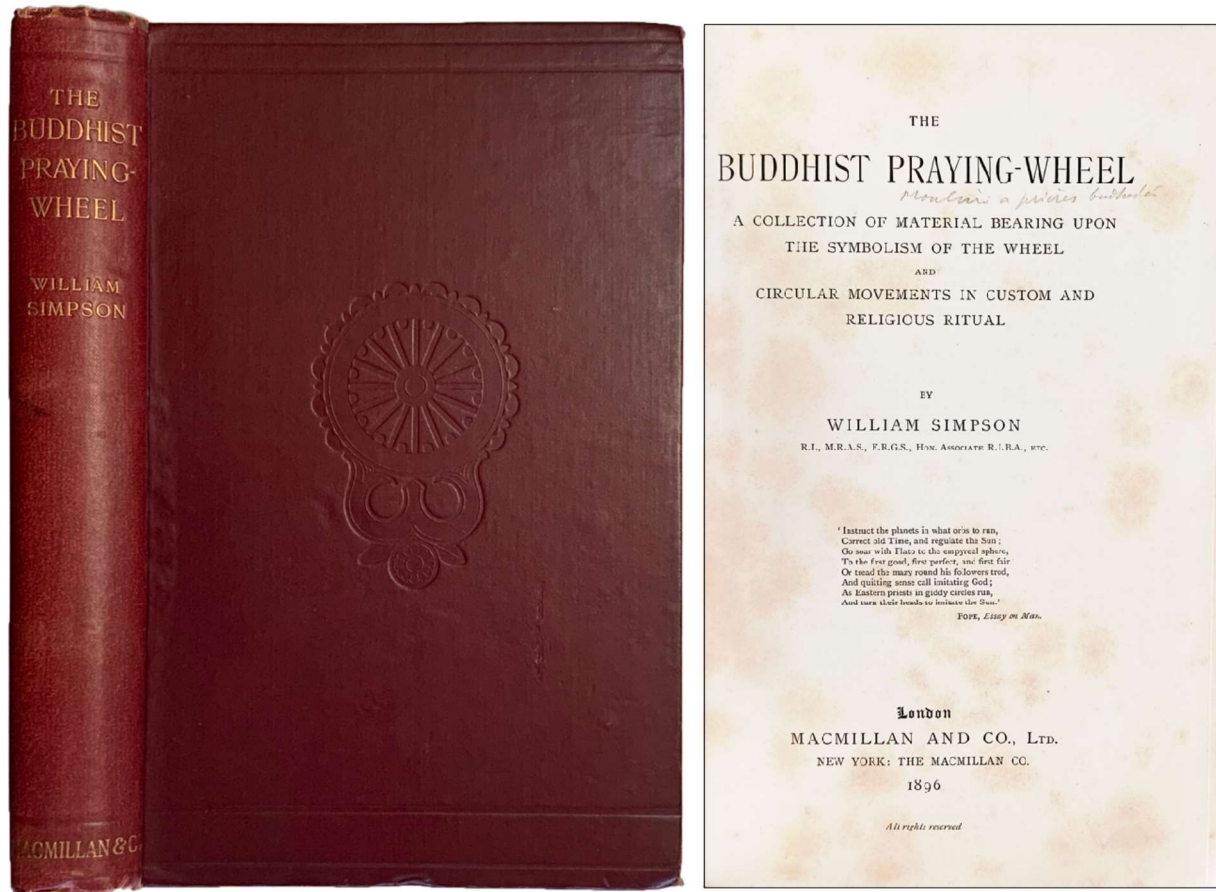 THE
BUDDHIST
PRAYING-
WHEEL
WILLIAM
SIMPSON
MACMILLAN & Co
THE
BUDDHIST PRAYING-WHEEL
Moulin a prieres
A COLLECTION OF MATERIAL BEARING UPON
THE SYMBOLISM OF THE WHEEL
AND
CIRCULAR MOVEMENTS IN CUSTOM AND
RELIGIOUS RITUAL
BY
WILLIAM SIMPSON
R.I., M.R.A.S., F.R.G.S., HON. ASSOCIATE R.I.B.A., ETC.
'Instruct the planets in what orbs to run,
Correct old Time, and regulate the Sun;
Go soar with Plato to the empyreal sphere,
To the first good, first perfect, and first fair
Or tread the mazy round his followers trod,
And quitting sense call imitating God;
As Eastern priests in giddy circles run,
And turn their heads to imitate the Sun.'
POPE, Essay on Man.
London
MACMILLAN AND CO., LTD.
NEW YORK: THE MACMILLAN CO.
1896
All rights reserved